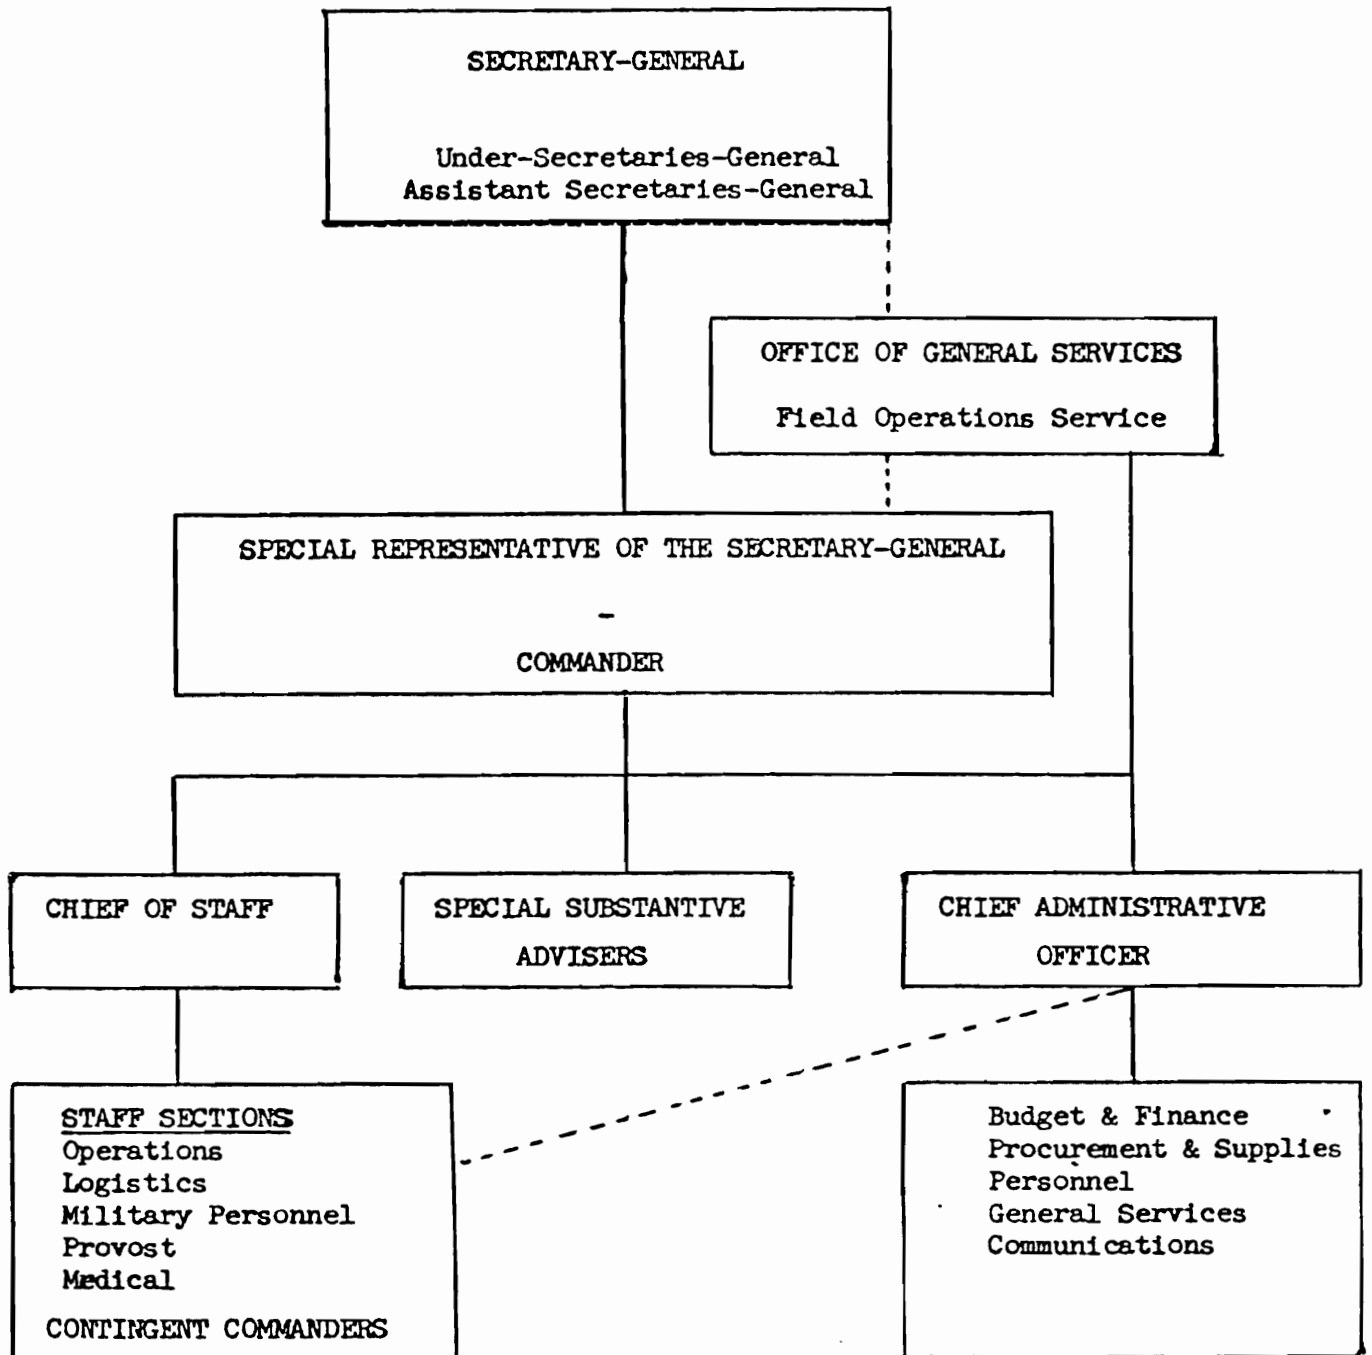 SECRETARY-GENERAL
Under-Secretaries-General
Assistant Secretaries-General
OFFICE OF GENERAL SERVICES
Field Operations Service
SPECIAL REPRESENTATIVE OF THE SECRETARY-GENERAL
-
COMMANDER
CHIEF OF STAFF
SPECIAL SUBSTANTIVE
ADVISERS
CHIEF ADMINISTRATIVE
OFFICER
STAFF SECTIONS
Operations
Logistics
Military Personnel
Provost
Medical
CONTINGENT COMMANDERS
Budget & Finance
Procurement & Supplies
Personnel
General Services
Communications